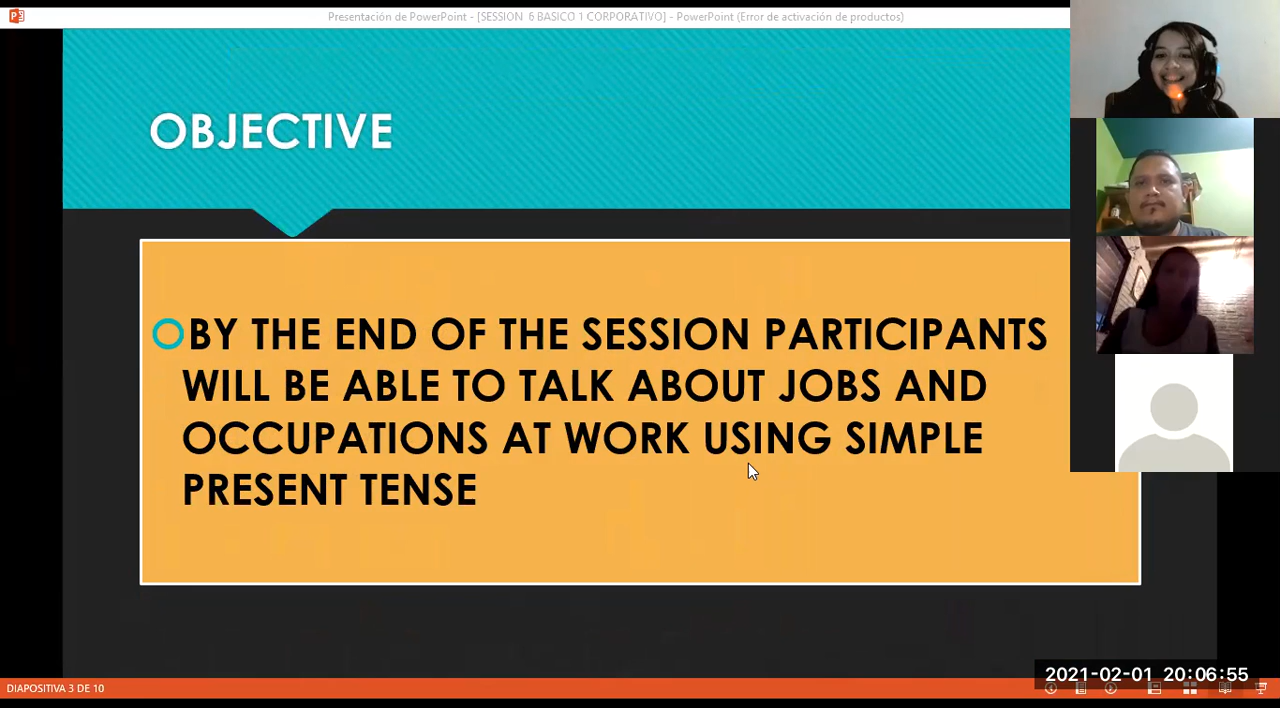 Presentación de PowerPoint - [SESSION 6 BASICO 1 CORPORATIVO] - PowerPoint (Error de activación de productos)
OBJECTIVE
BY THE END OF THE SESSION PARTICIPANTS
WILL BE ABLE TO TALK ABOUT JOBS AND
OCCUPATIONS AT WORK USING SIMPLE
PRESENT TENSE
2021-02-01 20:06:55
DIAPOSITIVA 3 DE 10